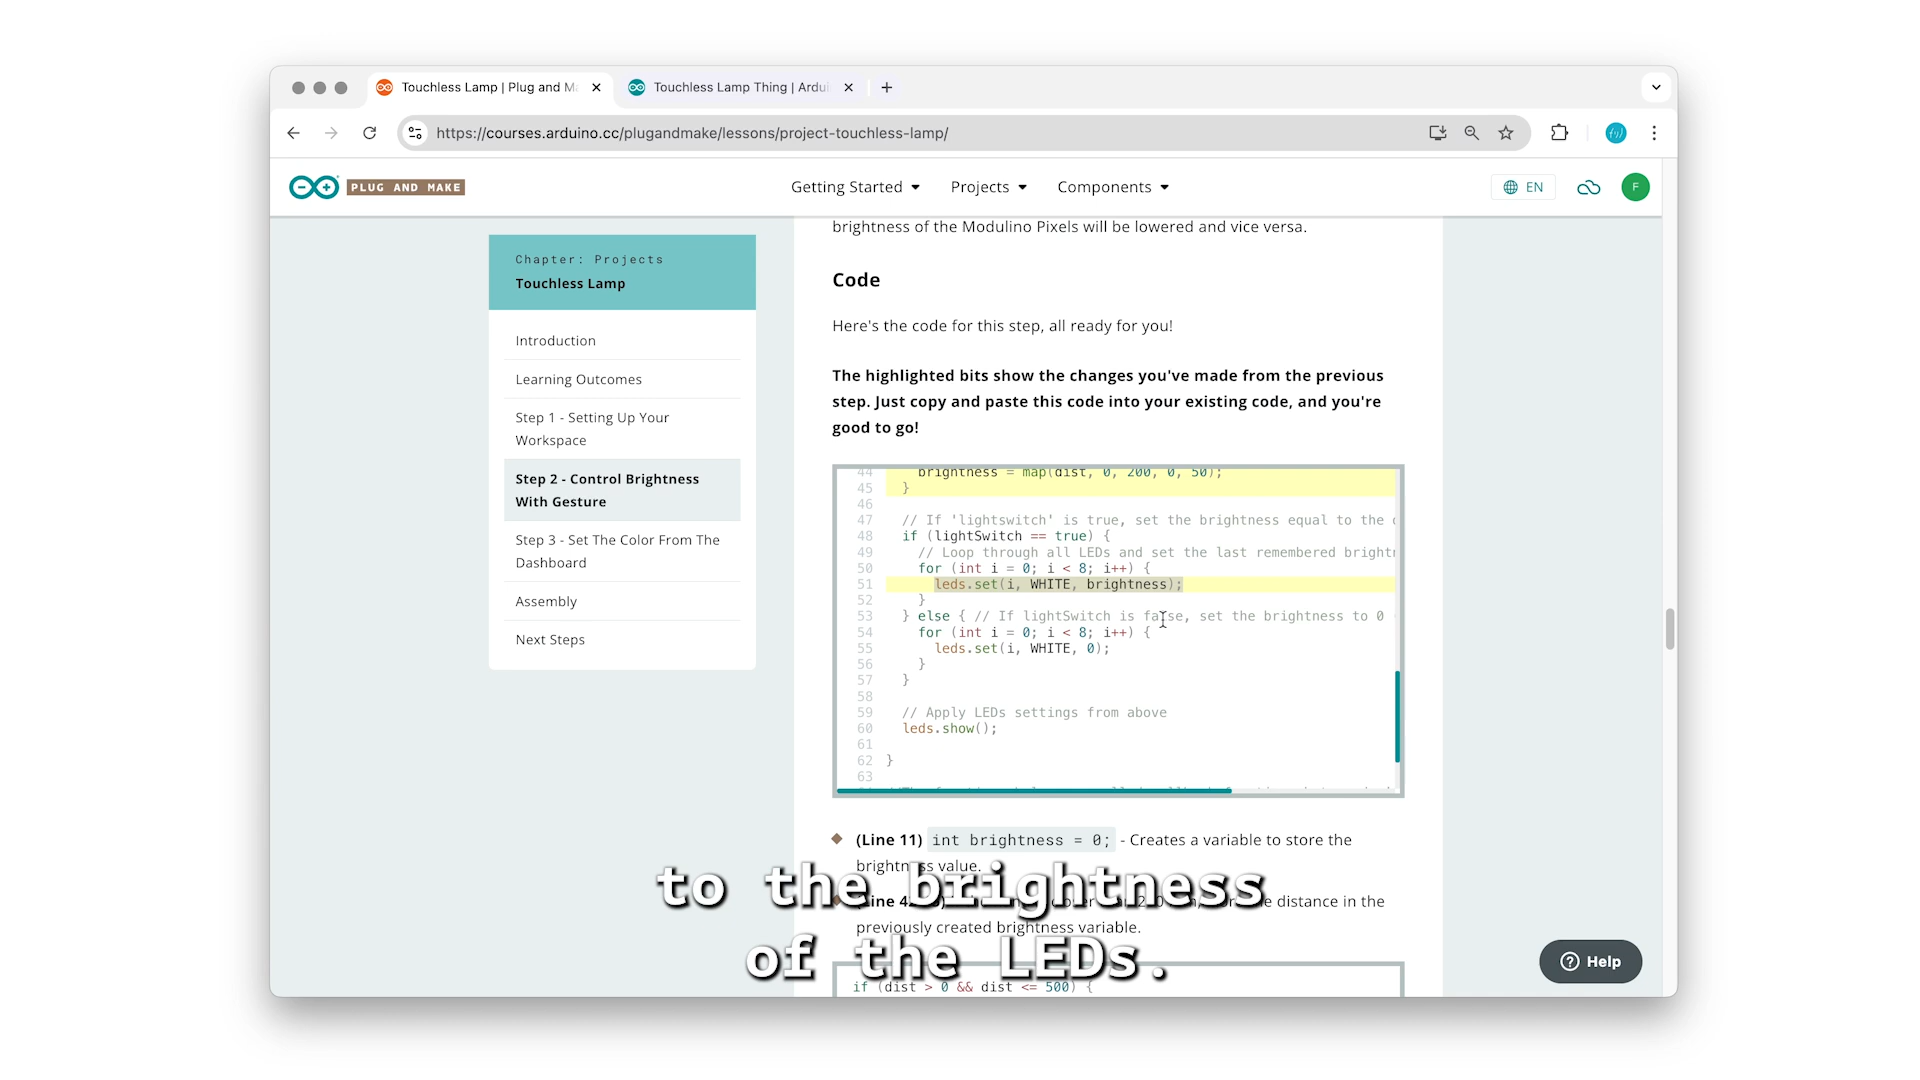 Touchless Lamp | Plug and Ma
Touchless Lamp Thing | Ardui
https://courses.arduino.cc/plugandmake/lessons/project-touchless-lamp/
PLUG AND MAKE
Getting Started
Projects
Components
EN
F
Chapter: Projects
Touchless Lamp
Introduction
Learning Outcomes
Step 1 - Setting Up Your
Workspace
Step 2 - Control Brightness
With Gesture
Step 3 - Set The Color From The
Dashboard
Assembly
Next Steps
brightness of the Modulino Pixels will be lowered and vice versa.
Code
Here's the code for this step, all ready for you!
The highlighted bits show the changes you've made from the previous
step. Just copy and paste this code into your existing code, and you're
good to go!
44 brightness = map(dist, 0, 200, 0, 50);
45 }
46
47 // If 'lightswitch' is true, set the brightness equal to the
48 if (lightSwitch == true) {
49 // Loop through all LEDs and set the last remembered brightn
50 for (int i = 0; i < 8; i++) {
51 leds.set(i, WHITE, brightness);
52 }
53 } else { // If lightSwitch is false, set the brightness to 0
54 for (int i = 0; i < 8; i++) {
55 leds.set(i, WHITE, 0);
56 }
57 }
58
59 // Apply LEDs settings from above
60 leds.show();
61
62 }
63
(Line 11) int brightness = 0; - Creates a variable to store the
brightness value.
(Line 4 distance in the
previously created brightness variable.
if (dist > 0 && dist <= 500) {
to the brightness
of the LEDs.
Help